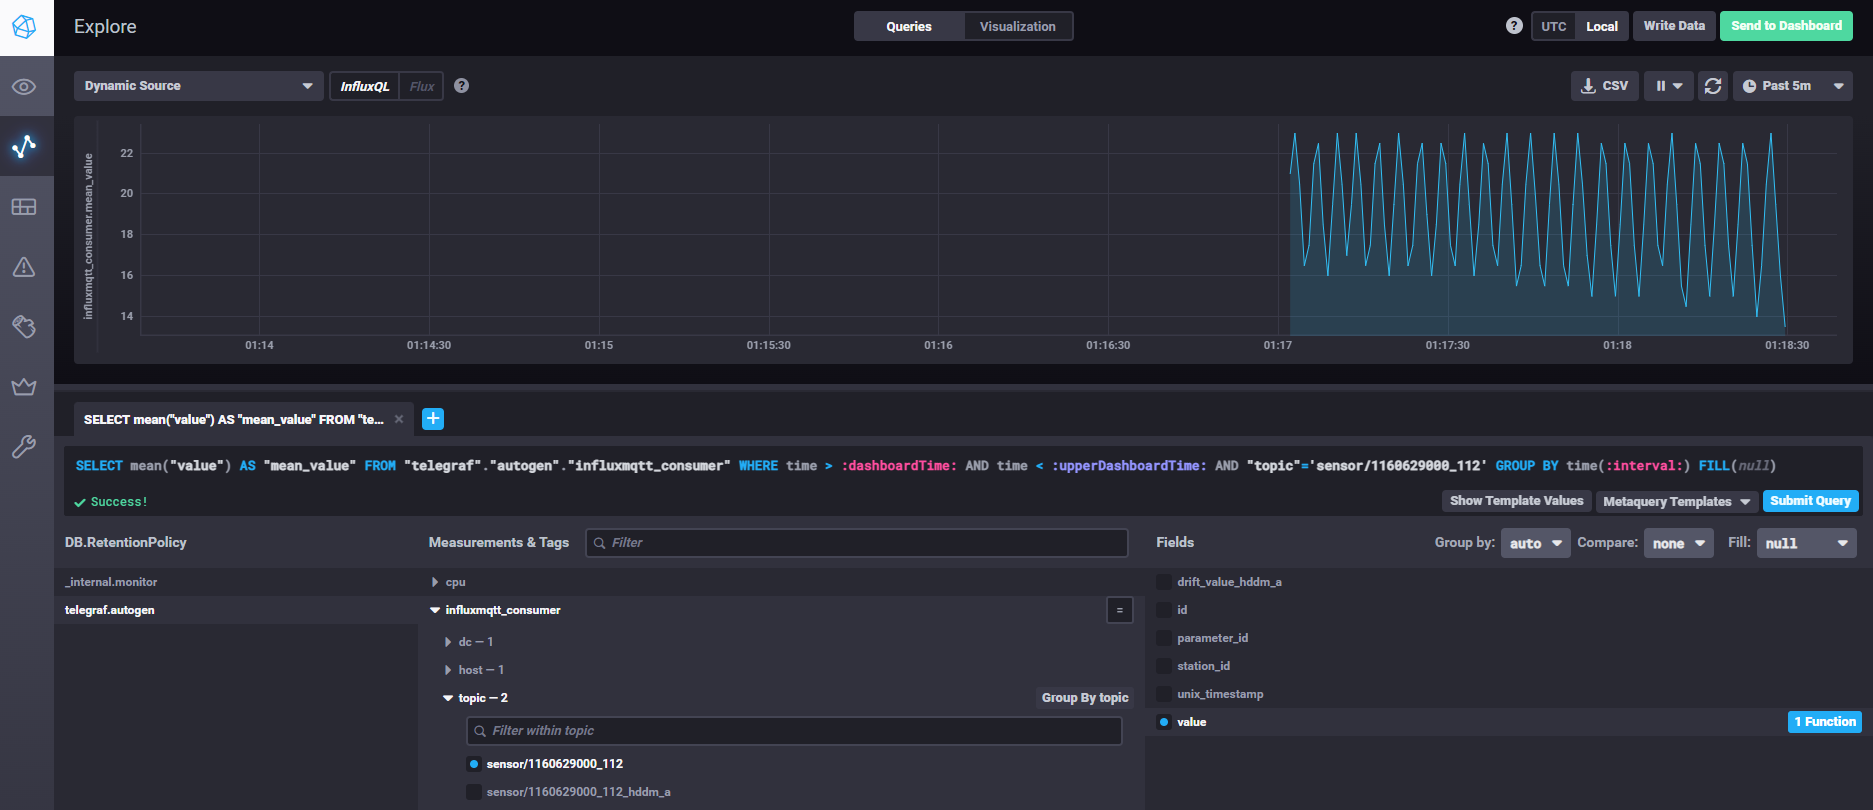 Explore
Queries
Visualization
?
UTC
Local
Write Data
Send to Dashboard
Dynamic Source
InfluxQL
Flux
?
CSV
Past 5m
influxmqtt_consumer.mean_value
22
20
18
16
14
01:14
01:14:30
01:15
01:15:30
01:16
01:16:30
01:17
01:17:30
01:18
01:18:30
SELECT mean("value") AS "mean_value" FROM "te...
SELECT mean("value") AS "mean_value" FROM "telegraf"."autogen"."influxmqtt_consumer" WHERE time > :dashboardTime: AND time < :upperDashboardTime: AND "topic"='sensor/1160629000_112' GROUP BY time(:interval:) FILL(null)
Success!
Show Template Values
Metaquery Templates
Submit Query
DB.RetentionPolicy
Measurements & Tags
Filter
Fields
Group by:
auto
Compare:
none
Fill:
null
_internal.monitor
telegraf.autogen
cpu
influxmqtt_consumer
=
dc — 1
host — 1
topic — 2
Group By topic
Filter within topic
sensor/1160629000_112
sensor/1160629000_112_hddm_a
drift_value_hddm_a
id
parameter_id
station_id
unix_timestamp
value
1 Function